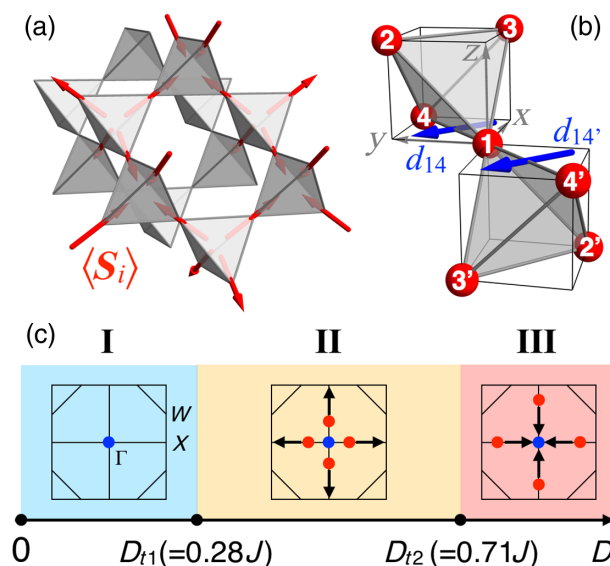 (a)
⟨S_i⟩
(b)
2
3
z
4
x
y
1
d_14
d_14'
4'
2'
3'
(c)
I
II
III
W
X
Γ
0
D_t1(=0.28J)
D_t2(=0.71J)
D